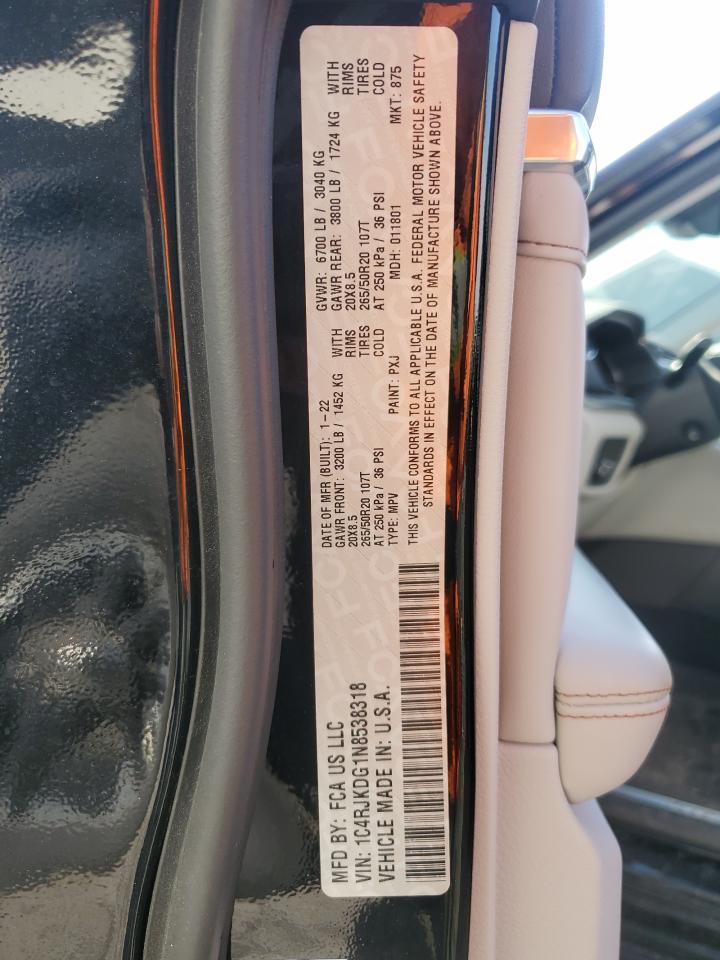 MFD BY: FCA US LLC
VIN: 1C4RJKDG1N8538318
VEHICLE MADE IN: U.S.A.
DATE OF MFR (BUILT): 1-22 GVWR: 6700 LB / 3040 KG
GAWR FRONT: 3200 LB / 1452 KG WITH GAWR REAR: 3800 LB / 1724 KG WITH
20X8.5 RIMS 20X8.5 RIMS
265/50R20 107T TIRES 265/50R20 107T TIRES
AT 250 kPa / 36 PSI COLD AT 250 kPa / 36 PSI COLD
TYPE: MPV PAINT: PXJ MDH: 011801 MKT: 875
THIS VEHICLE CONFORMS TO ALL APPLICABLE U.S.A. FEDERAL MOTOR VEHICLE SAFETY
STANDARDS IN EFFECT ON THE DATE OF MANUFACTURE SHOWN ABOVE.